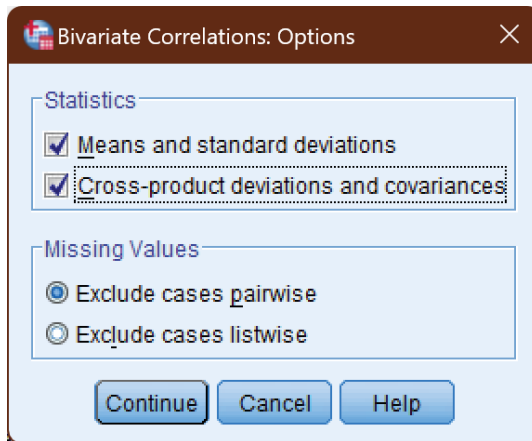 Bivariate Correlations: Options
Statistics
Means and standard deviations
Cross-product deviations and covariances
Missing Values
Exclude cases pairwise
Exclude cases listwise
Continue Cancel Help